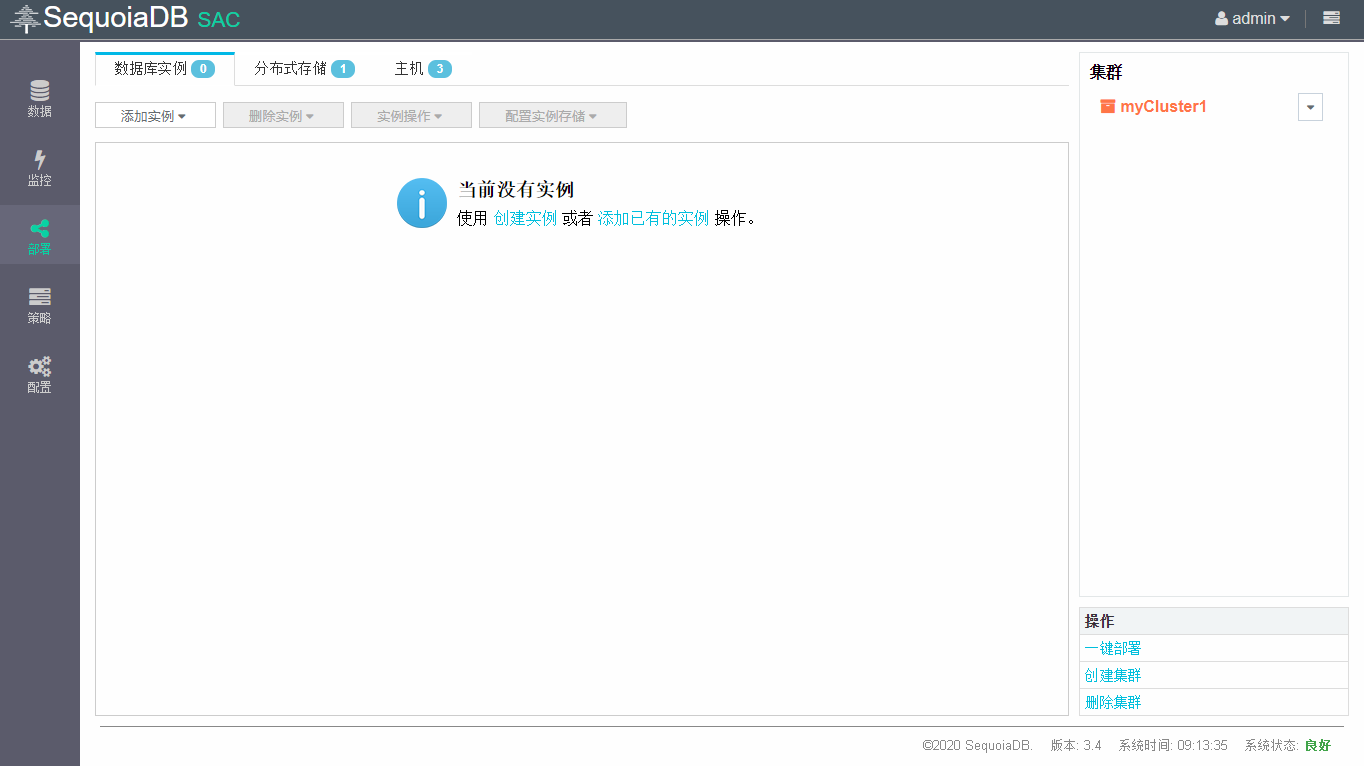 SequoiaDB SAC
admin
数据
监控
部署
策略
配置
数据库实例 0
分布式存储 1
主机 3
添加实例
删除实例
实例操作
配置实例存储
当前没有实例
使用 创建实例 或者 添加已有的实例 操作。
集群
myCluster1
操作
一键部署
创建集群
删除集群
©2020 SequoiaDB. 版本: 3.4 系统时间: 09:13:35 系统状态: 良好